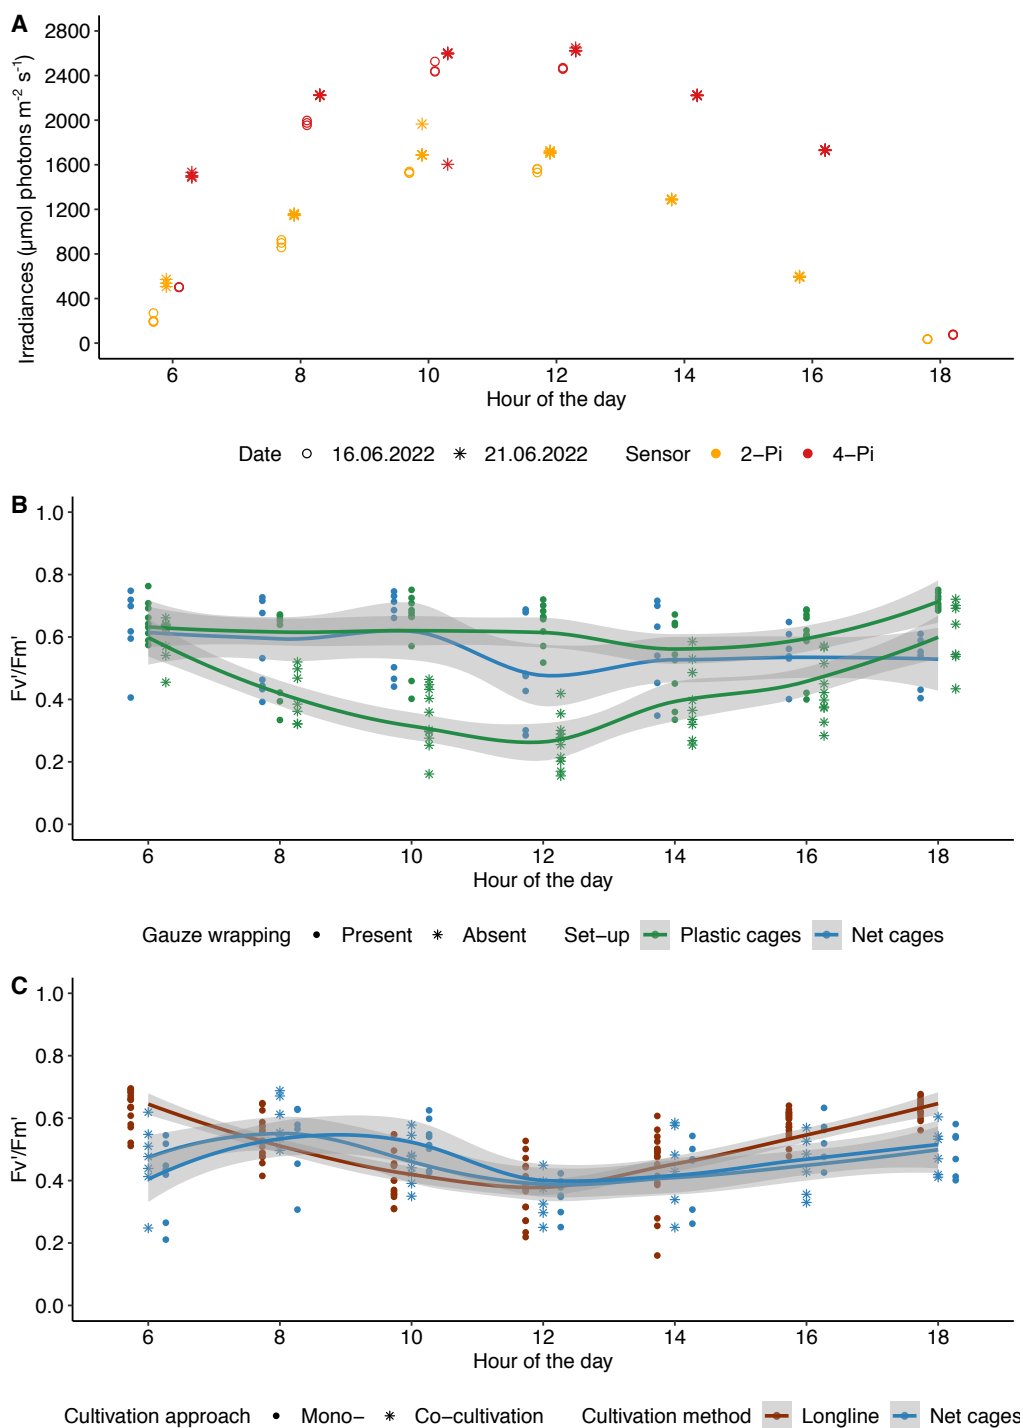 A
Irradiances (µmol photons m⁻² s⁻¹)
2800
2400
2000
1600
1200
800
400
0
6 8 10 12 14 16 18
Hour of the day
Date 16.06.2022 21.06.2022 Sensor 2−Pi 4−Pi
B
Fv'/Fm'
1.0
0.8
0.6
0.4
0.2
0.0
6 8 10 12 14 16 18
Hour of the day
Gauze wrapping Present Absent Set−up Plastic cages Net cages
C
Fv'/Fm'
1.0
0.8
0.6
0.4
0.2
0.0
6 8 10 12 14 16 18
Hour of the day
Cultivation approach Mono− Co−cultivation Cultivation method Longline Net cages